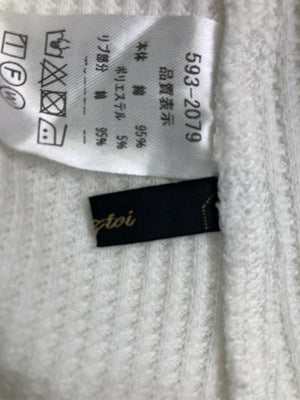 593-2079
品質表示
本体 綿 95%
ポリエステル 5%
リブ部分 綿 95%
toi